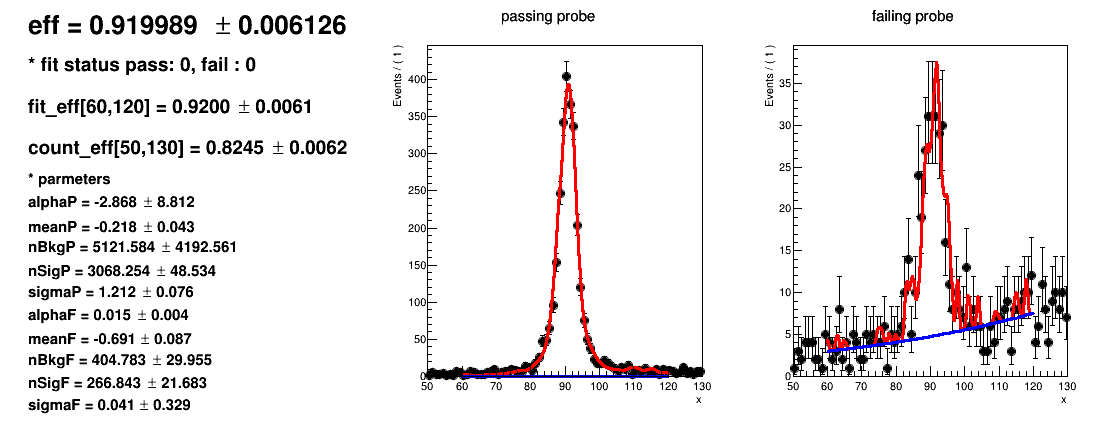 eff = 0.919989 ± 0.006126
* fit status pass: 0, fail : 0
fit_eff[60,120] = 0.9200 ± 0.0061
count_eff[50,130] = 0.8245 ± 0.0062
* parmeters
alphaP = -2.868 ± 8.812
meanP = -0.218 ± 0.043
nBkgP = 5121.584 ± 4192.561
nSigP = 3068.254 ± 48.534
sigmaP = 1.212 ± 0.076
alphaF = 0.015 ± 0.004
meanF = -0.691 ± 0.087
nBkgF = 404.783 ± 29.955
nSigF = 266.843 ± 21.683
sigmaF = 0.041 ± 0.329
passing probe
Events / ( 1 )
400
350
300
250
200
150
100
50
0
50 60 70 80 90 100 110 120 130
x
failing probe
Events / ( 1 )
35
30
25
20
15
10
5
0
50 60 70 80 90 100 110 120 130
x